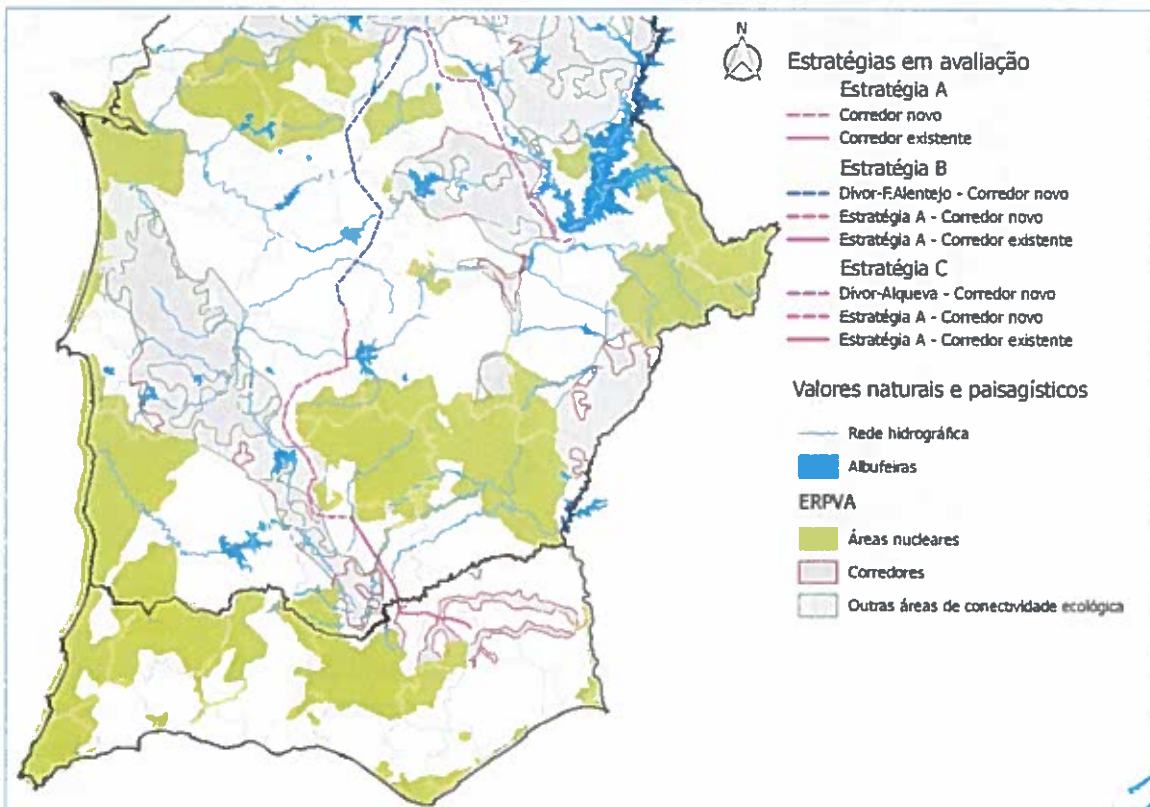 N
Estratégias em avaliação
Estratégia A
Corredor novo
Corredor existente
Estratégia B
Divor-F.Alentejo - Corredor novo
Estratégia A - Corredor novo
Estratégia A - Corredor existente
Estratégia C
Divor-Alqueva - Corredor novo
Estratégia A - Corredor novo
Estratégia A - Corredor existente
Valores naturais e paisagísticos
Rede hidrográfica
Albufeiras
ERPVA
Áreas nucleares
Corredores
Outras áreas de conectividade ecológica